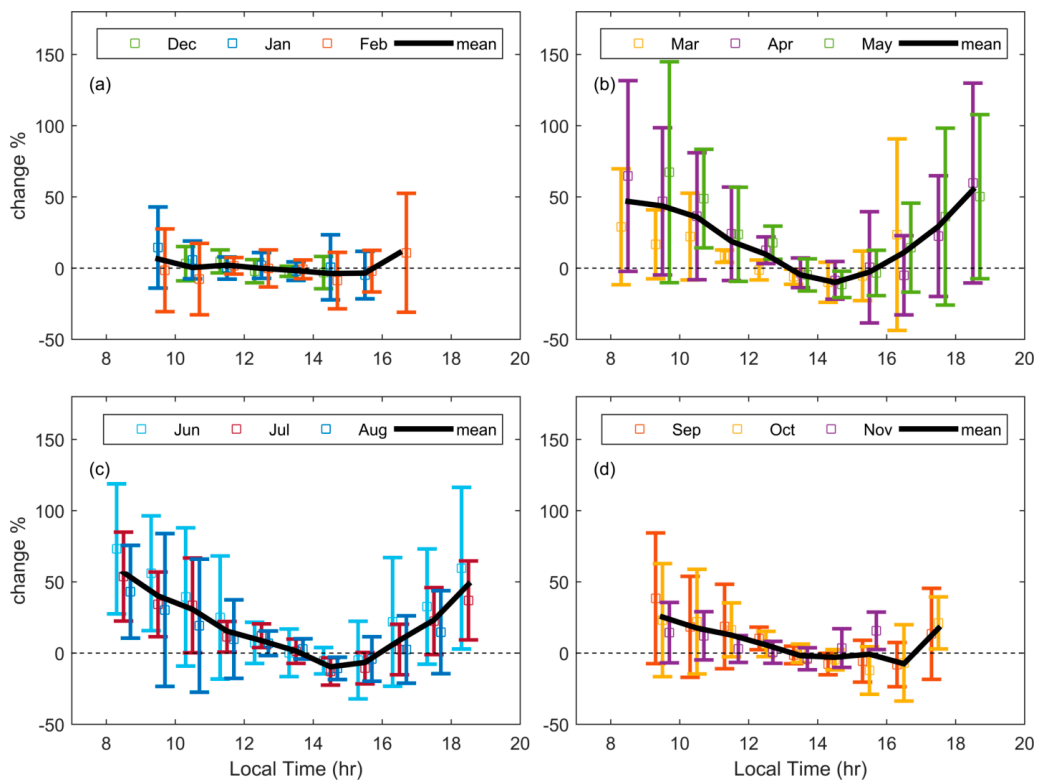 Dec Jan Feb mean
(a)
150
100
50
0
-50
change %
8 10 12 14 16 18 20
Mar Apr May mean
(b)
150
100
50
0
-50
8 10 12 14 16 18 20
Jun Jul Aug mean
(c)
150
100
50
0
-50
change %
8 10 12 14 16 18 20
Local Time (hr)
Sep Oct Nov mean
(d)
150
100
50
0
-50
8 10 12 14 16 18 20
Local Time (hr)